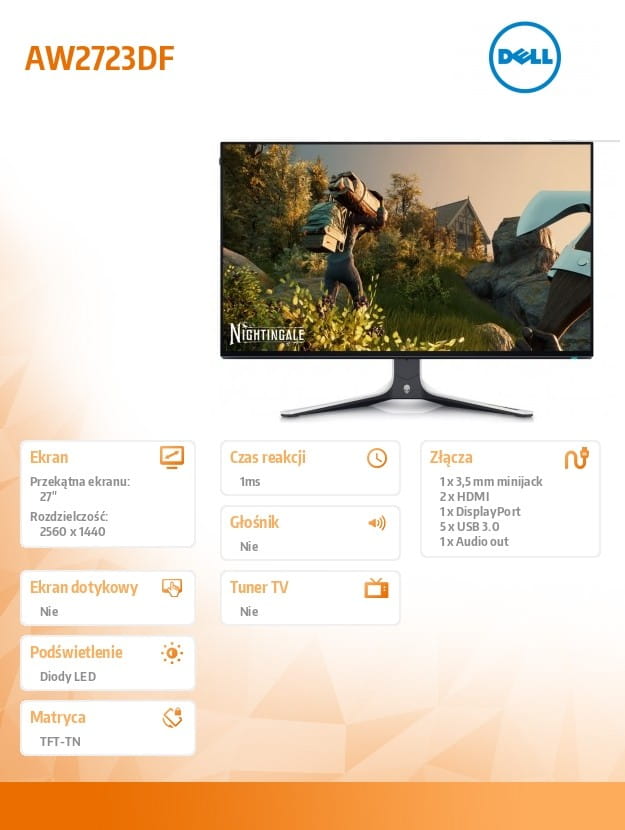 AW2723DF
DELL
NIGHTINGALE
Ekran
Przekątna ekranu:
27"
Rozdzielczość:
2560 x 1440
Czas reakcji
1ms
Głośnik
Nie
Złącza
1 x 3,5 mm minijack
2 x HDMI
1 x DisplayPort
5 x USB 3.0
1 x Audio out
Ekran dotykowy
Nie
Tuner TV
Nie
Podświetlenie
Diody LED
Matryca
TFT-TN